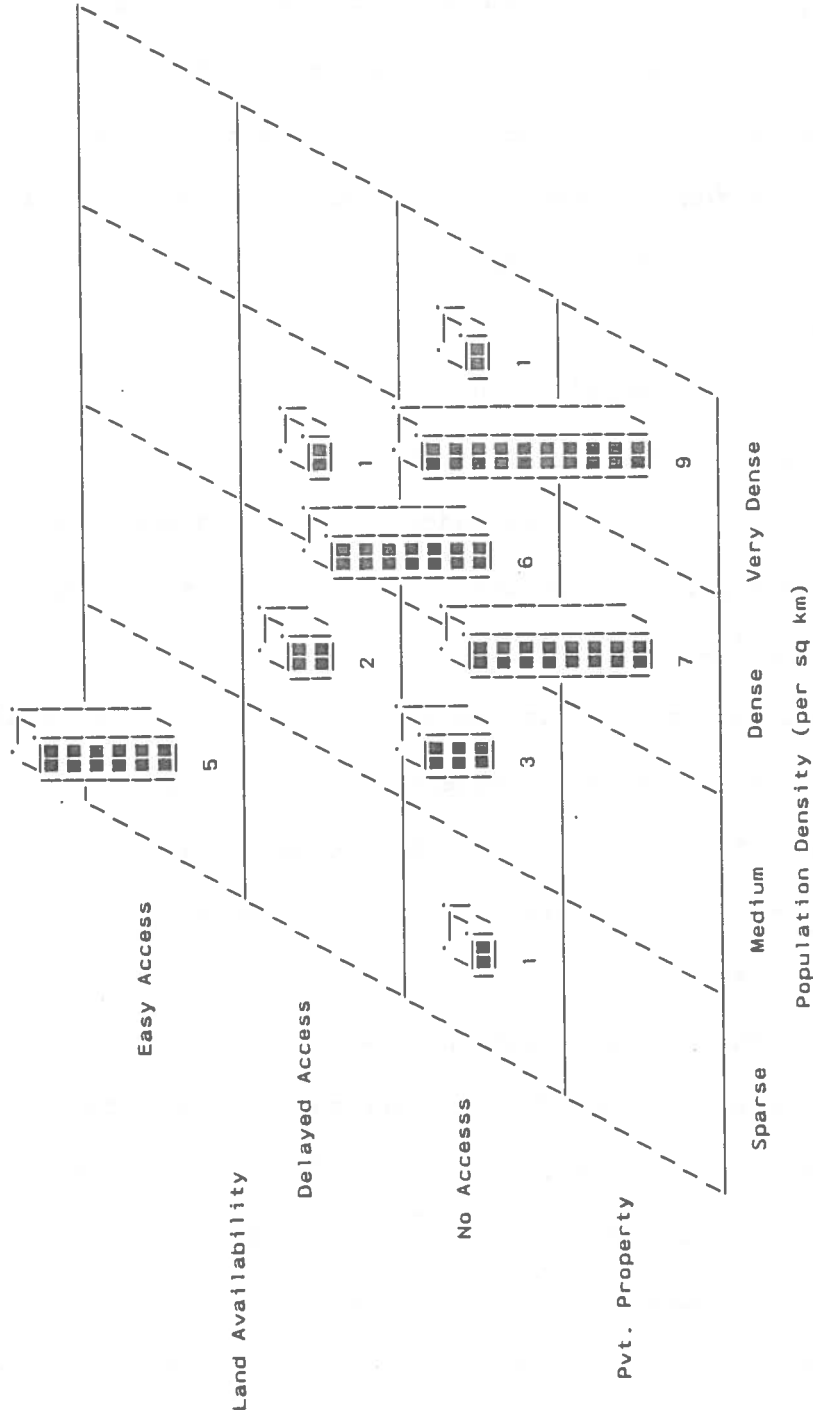 Easy Access
5
Land Availability
Delayed Access
2 1
No Accesss
1 3 6 1
Pvt. Property
7 9
Sparse Medium Dense Very Dense
Population Density (per sq km)